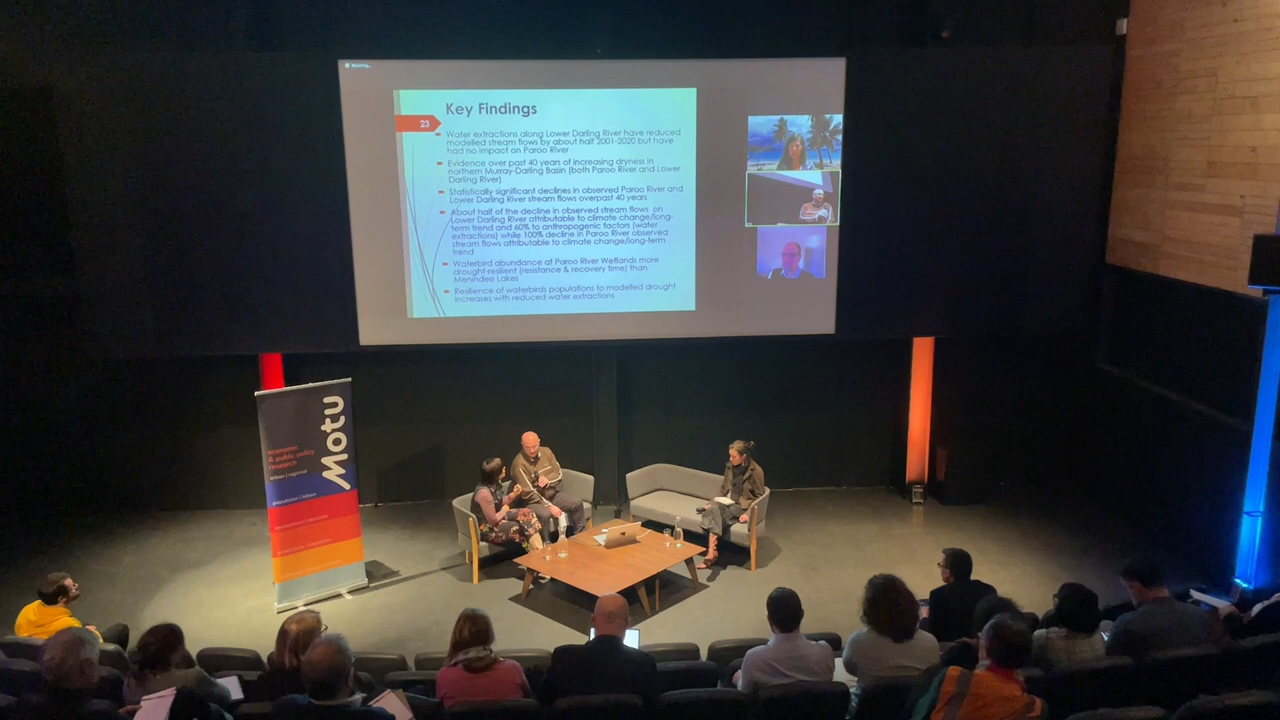 Key Findings
23
Water extractions along Lower Darling River have reduced
modelled stream flows by about half 2001-2020 but have
had no impact on Paroo River
Evidence over past 40 years of increasing dryness in
northern Murray-Darling Basin (both Paroo River and Lower
Darling River)
Statistically significant declines in observed Paroo River and
Lower Darling River stream flows overpast 40 years
About half of the decline in observed stream flows on
Lower Darling River attributable to climate change/long-
term trend and 60% to anthropogenic factors (water
extractions) while 100% decline in Paroo River observed
stream flows attributable to climate change/long-term
trend
Waterbird abundance at Paroo River Wetlands more
drought-resilient (resistance & recovery time) than
Menindee Lakes
Resilience of waterbirds populations to modelled drought
increases with reduced water extractions
Motu
economic
& public policy
research